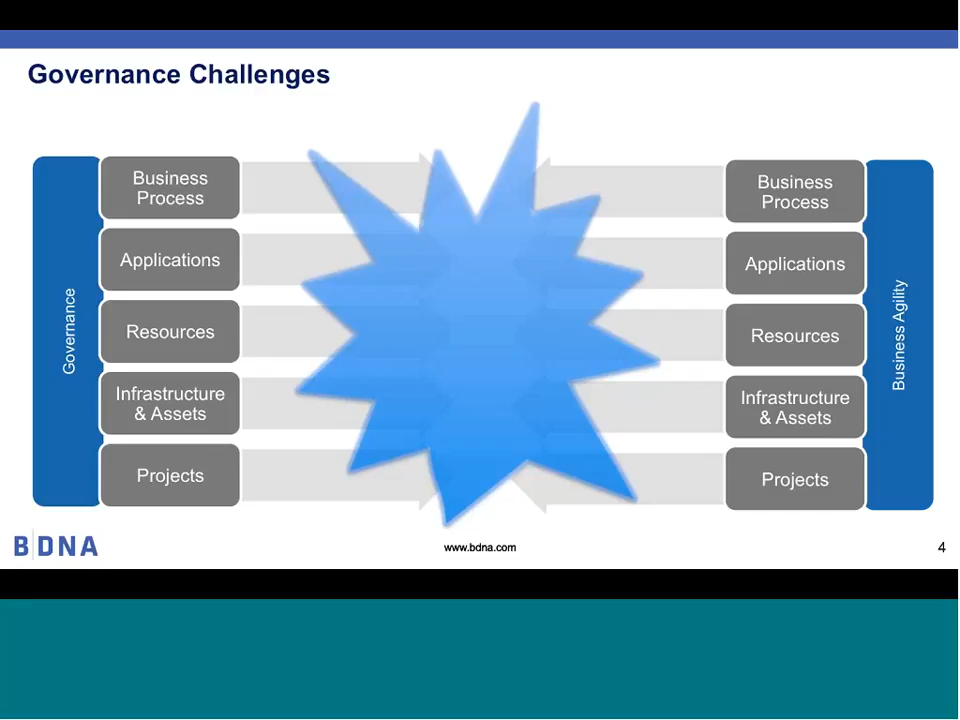 Governance Challenges
Governance
Business
Process
Applications
Resources
Infrastructure
& Assets
Projects
Business
Process
Applications
Resources
Infrastructure
& Assets
Projects
Business Agility
BDNA
www.bdna.com
4